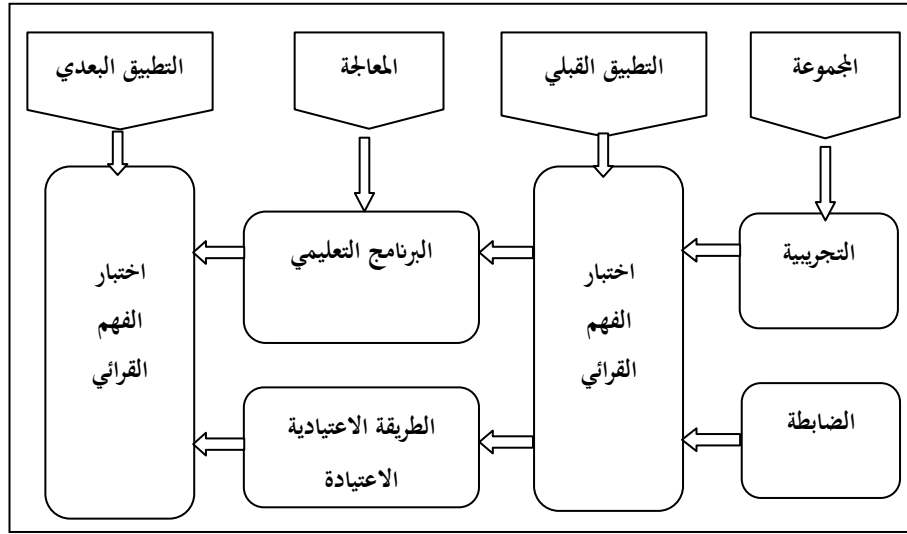 المجموعة
التطبيق القبلي
المعالجة
التطبيق البعدي
التجريبية
اختبار
الفهم
القرائي
البرنامج التعليمي
اختبار
الفهم
القرائي
الضابطة
الطريقة الاعتيادية
الاعتيادة